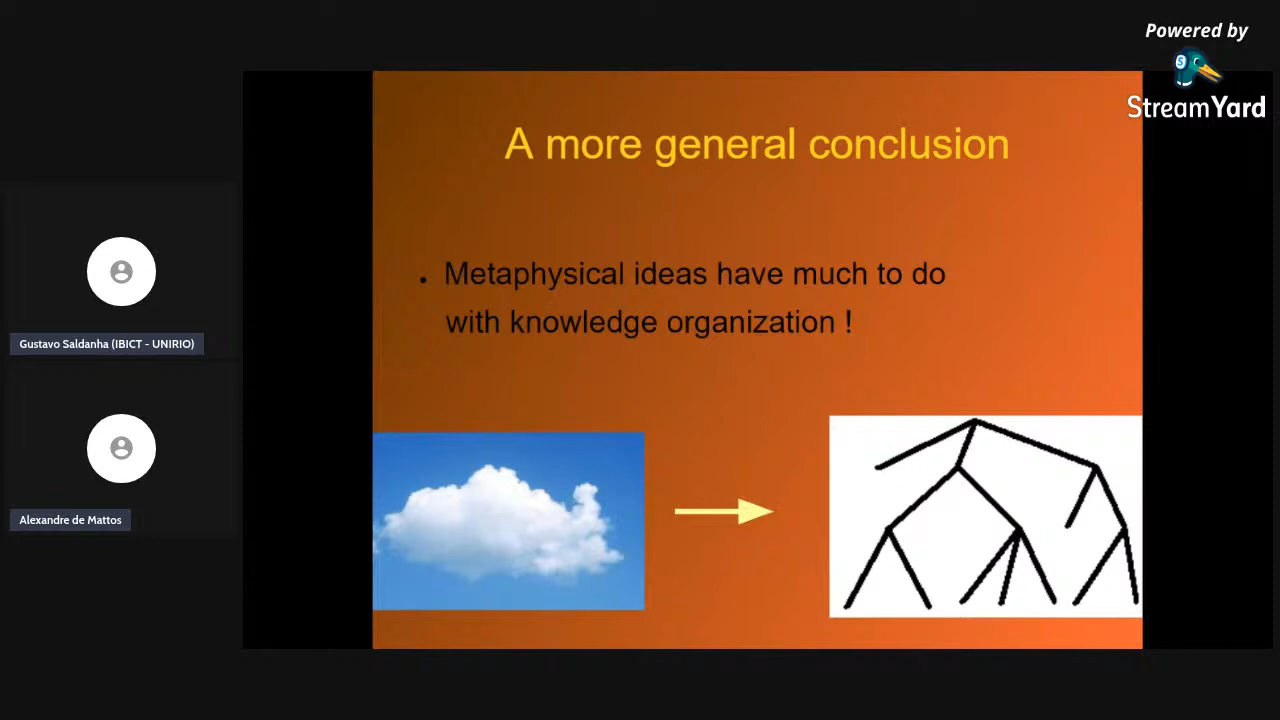 Powered by
StreamYard
A more general conclusion
• Metaphysical ideas have much to do
with knowledge organization !
Gustavo Saldanha (IBICT - UNIRIO)
Alexandre de Mattos